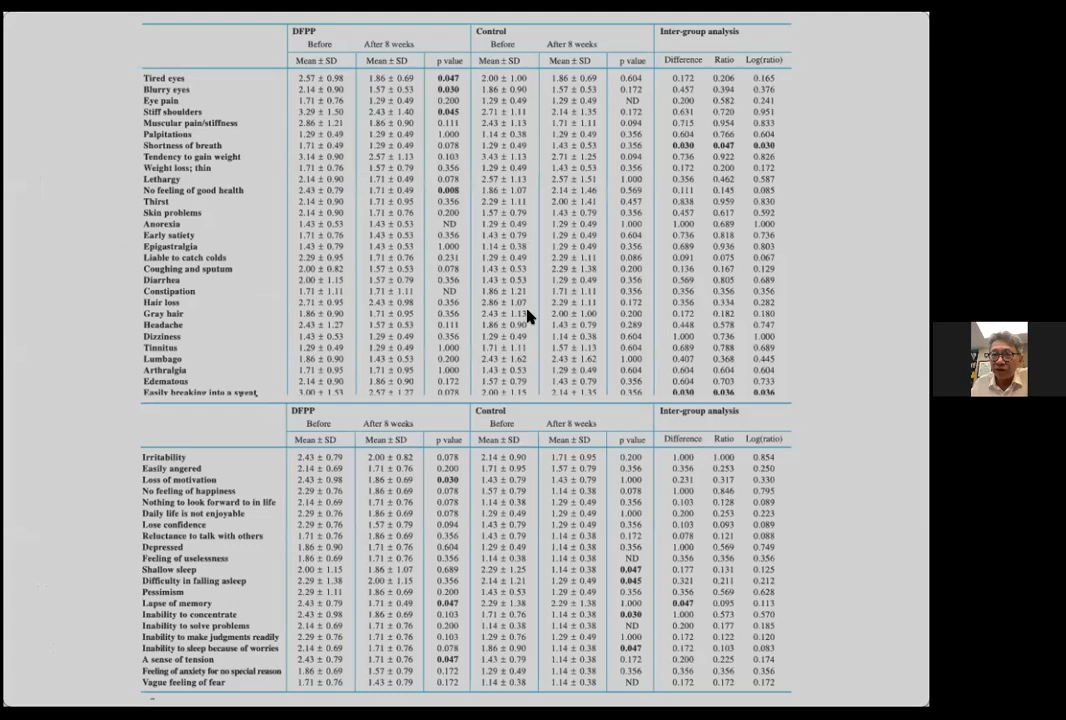 DFPP Control Inter-group analysis
Before After 8 weeks Before After 8 weeks
Mean ± SD Mean ± SD p value Mean ± SD Mean ± SD p value Difference Ratio Log(ratio)
Tired eyes 2.57 ± 0.98 1.86 ± 0.69 0.047 2.00 ± 1.00 1.86 ± 0.69 0.604 0.172 0.206 0.165
Blurry eyes 2.14 ± 0.90 1.57 ± 0.53 0.030 1.86 ± 0.90 1.57 ± 0.53 0.172 0.457 0.394 0.376
Eye pain 1.71 ± 0.76 1.29 ± 0.49 0.200 1.29 ± 0.49 1.29 ± 0.49 ND 0.200 0.582 0.241
Stiff shoulders 3.29 ± 1.50 2.43 ± 1.40 0.045 2.71 ± 1.11 2.14 ± 1.35 0.172 0.631 0.720 0.951
Muscular pain/stiffness 2.86 ± 1.21 1.86 ± 0.90 0.111 2.43 ± 1.13 1.71 ± 1.11 0.094 0.715 0.954 0.833
Palpitations 1.29 ± 0.49 1.29 ± 0.49 1.000 1.14 ± 0.38 1.29 ± 0.49 0.356 0.604 0.766 0.604
Shortness of breath 1.71 ± 0.49 1.29 ± 0.49 0.078 1.29 ± 0.49 1.43 ± 0.53 0.356 0.030 0.047 0.030
Tendency to gain weight 3.14 ± 0.90 2.57 ± 1.13 0.103 3.43 ± 1.13 2.71 ± 1.25 0.094 0.736 0.922 0.826
Weight loss; thin 1.71 ± 0.76 1.57 ± 0.79 0.356 1.29 ± 0.49 1.43 ± 0.53 0.356 0.172 0.200 0.172
Lethargy 2.14 ± 0.90 1.71 ± 0.49 0.078 2.57 ± 1.13 2.57 ± 1.51 1.000 0.356 0.462 0.587
No feeling of good health 2.43 ± 0.79 1.71 ± 0.49 0.008 1.86 ± 1.07 2.14 ± 1.46 0.569 0.111 0.145 0.085
Thirst 2.14 ± 0.90 1.71 ± 0.95 0.356 2.29 ± 1.11 2.00 ± 1.41 0.457 0.838 0.959 0.830
Skin problems 2.14 ± 0.90 1.71 ± 0.76 0.200 1.57 ± 0.79 1.43 ± 0.79 0.356 0.457 0.617 0.592
Anorexia 1.43 ± 0.53 1.43 ± 0.53 ND 1.29 ± 0.49 1.29 ± 0.49 1.000 1.000 0.689 1.000
Early satiety 1.71 ± 0.76 1.43 ± 0.53 0.356 1.43 ± 0.79 1.29 ± 0.49 0.604 0.736 0.818 0.736
Epigastralgia 1.43 ± 0.79 1.43 ± 0.53 1.000 1.14 ± 0.38 1.29 ± 0.49 0.356 0.689 0.936 0.803
Liable to catch colds 2.29 ± 0.95 1.71 ± 0.76 0.231 1.29 ± 0.49 2.29 ± 1.11 0.086 0.091 0.075 0.067
Coughing and sputum 2.00 ± 0.82 1.57 ± 0.53 0.078 1.43 ± 0.53 2.29 ± 1.38 0.200 0.136 0.167 0.129
Diarrhea 2.00 ± 1.15 1.57 ± 0.79 0.356 1.43 ± 0.53 1.29 ± 0.49 0.356 0.569 0.805 0.689
Constipation 1.71 ± 1.11 1.71 ± 1.11 ND 1.86 ± 1.21 1.71 ± 1.11 0.356 0.356 0.356 0.356
Hair loss 2.71 ± 0.95 2.43 ± 0.98 0.356 2.86 ± 1.07 2.29 ± 1.11 0.172 0.356 0.334 0.282
Gray hair 1.86 ± 0.90 1.71 ± 0.95 0.356 2.43 ± 1.13 2.00 ± 1.00 0.200 0.172 0.182 0.180
Headache 2.43 ± 1.27 1.57 ± 0.53 0.111 1.86 ± 0.90 1.43 ± 0.79 0.289 0.448 0.578 0.747
Dizziness 1.43 ± 0.53 1.29 ± 0.49 0.356 1.29 ± 0.49 1.14 ± 0.38 0.604 1.000 0.736 1.000
Tinnitus 1.29 ± 0.49 1.29 ± 0.49 1.000 1.71 ± 1.11 1.57 ± 1.13 0.604 0.689 0.788 0.689
Lumbago 1.86 ± 0.90 1.43 ± 0.53 0.200 2.43 ± 1.62 2.43 ± 1.62 1.000 0.407 0.368 0.445
Arthralgia 1.71 ± 0.95 1.71 ± 0.95 1.000 1.43 ± 0.53 1.29 ± 0.49 0.604 0.604 0.604 0.604
Edematous 2.14 ± 0.90 1.86 ± 0.90 0.172 1.57 ± 0.79 1.43 ± 0.79 0.356 0.604 0.703 0.733
Easily breaking into a sweat 3.00 ± 1.53 2.57 ± 1.27 0.078 2.00 ± 1.15 2.14 ± 1.35 0.356 0.030 0.036 0.036
DFPP Control Inter-group analysis
Before After 8 weeks Before After 8 weeks
Mean ± SD Mean ± SD p value Mean ± SD Mean ± SD p value Difference Ratio Log(ratio)
Irritability 2.43 ± 0.79 2.00 ± 0.82 0.078 2.14 ± 0.90 1.71 ± 0.95 0.200 1.000 1.000 0.854
Easily angered 2.14 ± 0.69 1.71 ± 0.76 0.200 1.71 ± 0.95 1.57 ± 0.79 0.356 0.356 0.253 0.250
Loss of motivation 2.43 ± 0.98 1.86 ± 0.69 0.030 1.43 ± 0.79 1.43 ± 0.79 1.000 0.231 0.317 0.330
No feeling of happiness 2.29 ± 0.76 1.86 ± 0.69 0.078 1.57 ± 0.79 1.14 ± 0.38 0.078 1.000 0.846 0.795
Nothing to look forward to in life 2.14 ± 0.69 1.71 ± 0.76 0.078 1.14 ± 0.38 1.29 ± 0.49 0.356 0.103 0.128 0.089
Daily life is not enjoyable 2.29 ± 0.76 1.86 ± 0.69 0.078 1.29 ± 0.49 1.29 ± 0.49 1.000 0.200 0.253 0.223
Lose confidence 2.29 ± 0.76 1.57 ± 0.79 0.094 1.43 ± 0.79 1.29 ± 0.49 0.356 0.103 0.093 0.089
Reluctance to talk with others 1.71 ± 0.76 1.86 ± 0.69 0.356 1.43 ± 0.79 1.14 ± 0.38 0.172 0.078 0.121 0.088
Depressed 1.86 ± 0.90 1.71 ± 0.76 0.604 1.29 ± 0.49 1.14 ± 0.38 0.356 1.000 0.569 0.749
Feeling of uselessness 1.86 ± 0.69 1.71 ± 0.76 0.356 1.14 ± 0.38 1.14 ± 0.38 ND 0.356 0.356 0.356
Shallow sleep 2.00 ± 1.15 1.86 ± 1.07 0.689 2.29 ± 1.25 1.14 ± 0.38 0.047 0.177 0.131 0.125
Difficulty in falling asleep 2.29 ± 1.38 2.00 ± 1.15 0.356 2.14 ± 1.21 1.29 ± 0.49 0.045 0.321 0.211 0.212
Pessimism 2.29 ± 1.11 1.86 ± 0.69 0.200 1.43 ± 0.53 1.29 ± 0.49 0.356 0.356 0.569 0.628
Lapse of memory 2.43 ± 0.79 1.71 ± 0.49 0.047 2.29 ± 1.38 2.29 ± 1.38 1.000 0.047 0.095 0.113
Inability to concentrate 2.43 ± 0.98 1.86 ± 0.69 0.103 1.71 ± 0.76 1.14 ± 0.38 0.030 1.000 0.573 0.570
Inability to solve problems 2.14 ± 0.69 1.71 ± 0.76 0.200 1.14 ± 0.38 1.14 ± 0.38 ND 0.200 0.177 0.185
Inability to make judgments readily 2.29 ± 0.76 1.71 ± 0.76 0.103 1.29 ± 0.76 1.29 ± 0.49 1.000 0.172 0.122 0.120
Inability to sleep because of worries 2.14 ± 0.69 1.71 ± 0.76 0.078 1.86 ± 0.90 1.14 ± 0.38 0.047 0.172 0.103 0.083
A sense of tension 2.43 ± 0.79 1.71 ± 0.76 0.047 1.43 ± 0.79 1.14 ± 0.38 0.172 0.200 0.225 0.174
Feeling of anxiety for no special reason 1.86 ± 0.69 1.57 ± 0.79 0.172 1.29 ± 0.49 1.14 ± 0.38 0.356 0.356 0.356 0.356
Vague feeling of fear 1.71 ± 0.76 1.43 ± 0.79 0.172 1.14 ± 0.38 1.14 ± 0.38 ND 0.172 0.172 0.172